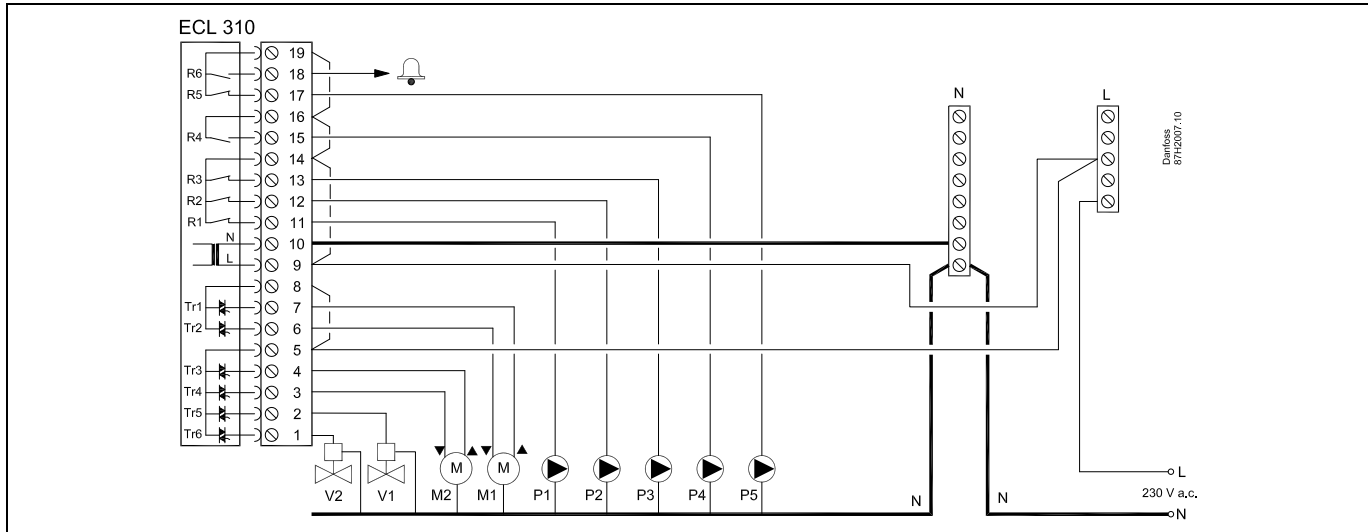 ECL 310
19
R6 18
R5 17
16
R4 15
14
R3 13
R2 12
R1 11
N 10
L 9
8
Tr1 7
Tr2 6
5
Tr3 4
Tr4 3
Tr5 2
Tr6 1
N
L
Danfoss
87H2007.10
M M
V2 V1 M2 M1 P1 P2 P3 P4 P5
N N
L
230 V a.c.
N